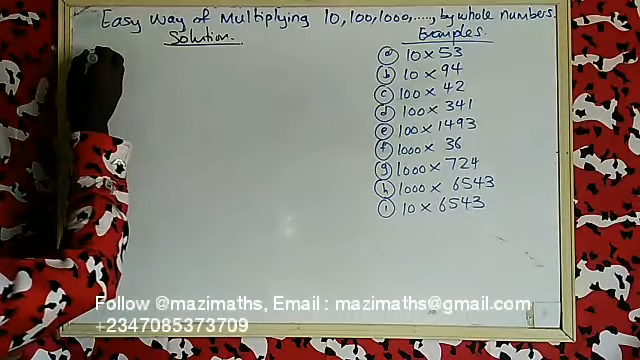 Easy way of Multiplying 10,100,1000,....., by whole numbers.
Solution.
Examples.
a 10 × 53
b 10 × 94
c 100 × 42
d 100 × 341
e 100 × 1493
f 1000 × 36
g 1000 × 724
h 1000 × 6543
i 10 × 6543
Follow @mazimaths, Email : mazimaths@gmail.com
+2347085373709